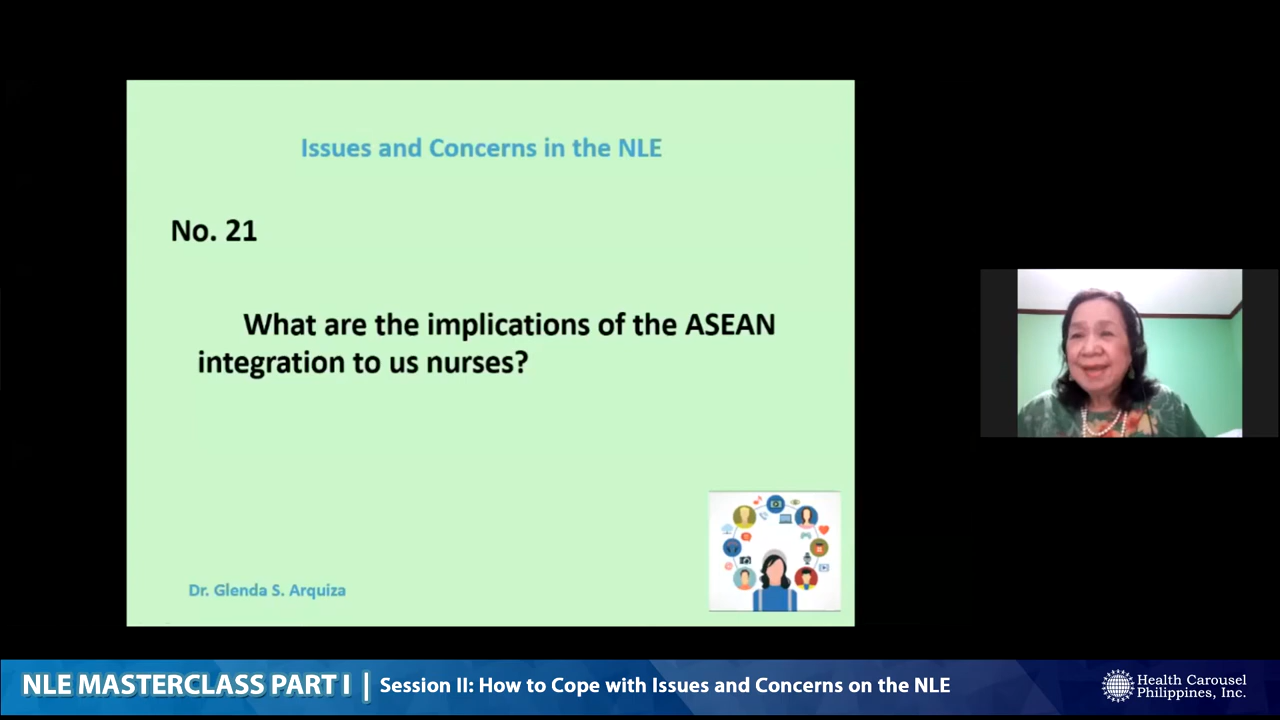 Issues and Concerns in the NLE
No. 21
What are the implications of the ASEAN
integration to us nurses?
Dr. Glenda S. Arquiza
NLE MASTERCLASS PART I | Session II: How to Cope with Issues and Concerns on the NLE
Health Carousel
Philippines, Inc.